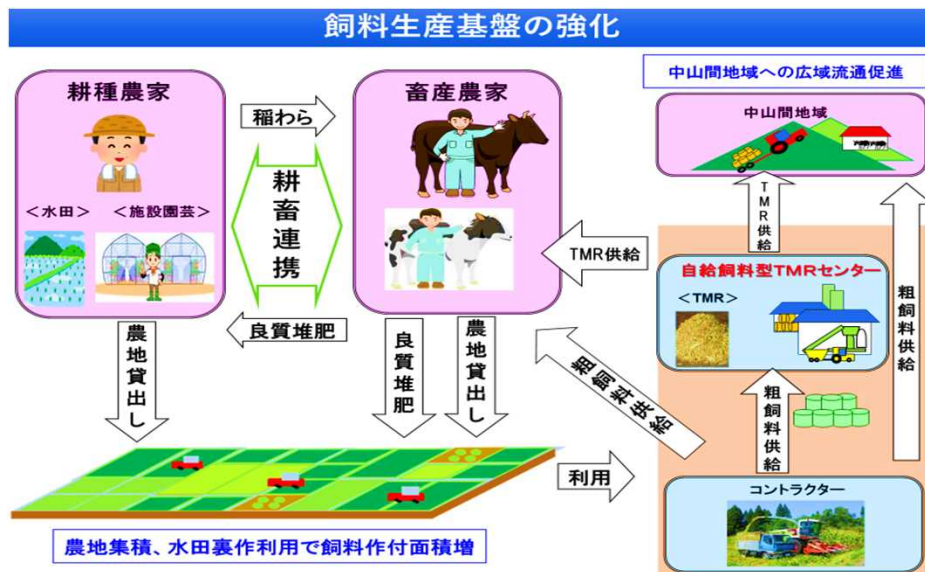 飼料生産基盤の強化
耕種農家
<水田>
<施設園芸>
稲わら
耕畜連携
良質堆肥
畜産農家
TMR供給
中山間地域への広域流通促進
中山間地域
TMR供給
自給飼料型TMRセンター
<TMR>
粗飼料供給
粗飼料供給
粗飼料供給
コントラクター
農地貸出し
良質堆肥
農地貸出し
利用
農地集積、水田裏作利用で飼料作付面積増